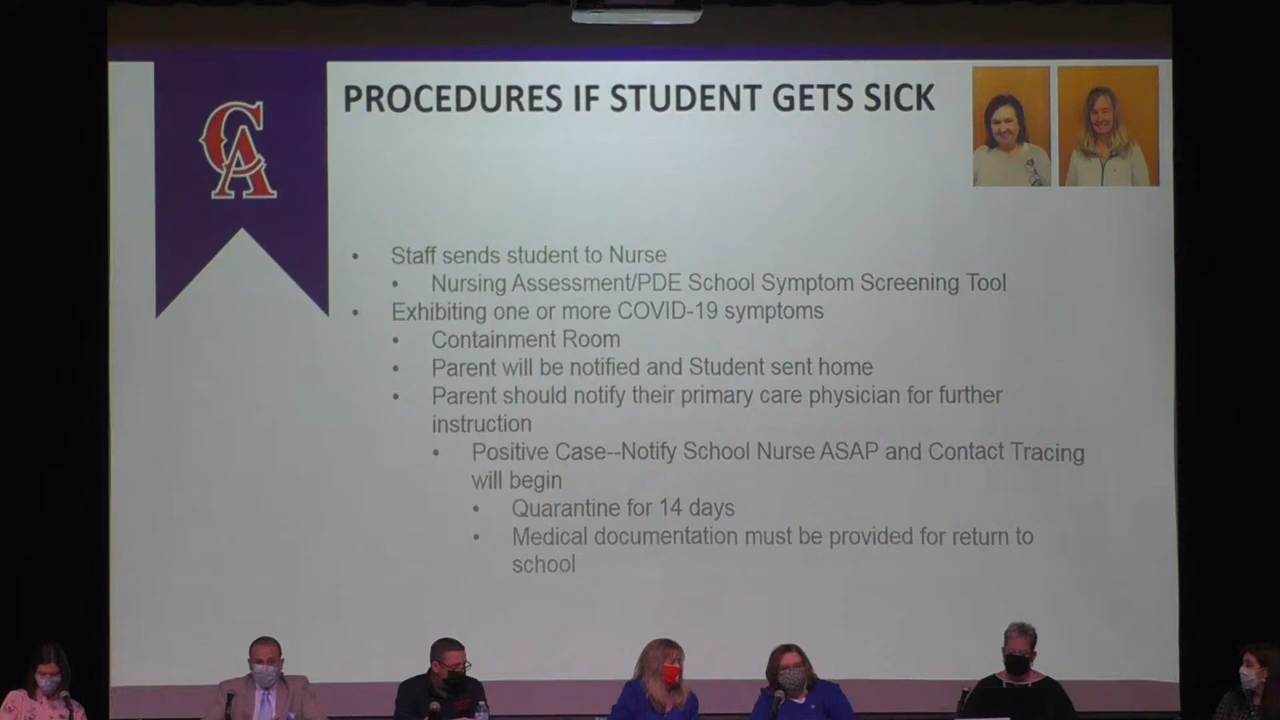 CA
PROCEDURES IF STUDENT GETS SICK
• Staff sends student to Nurse
• Nursing Assessment/PDE School Symptom Screening Tool
• Exhibiting one or more COVID-19 symptoms
• Containment Room
• Parent will be notified and Student sent home
• Parent should notify their primary care physician for further
instruction
• Positive Case--Notify School Nurse ASAP and Contact Tracing
will begin
• Quarantine for 14 days
• Medical documentation must be provided for return to
school